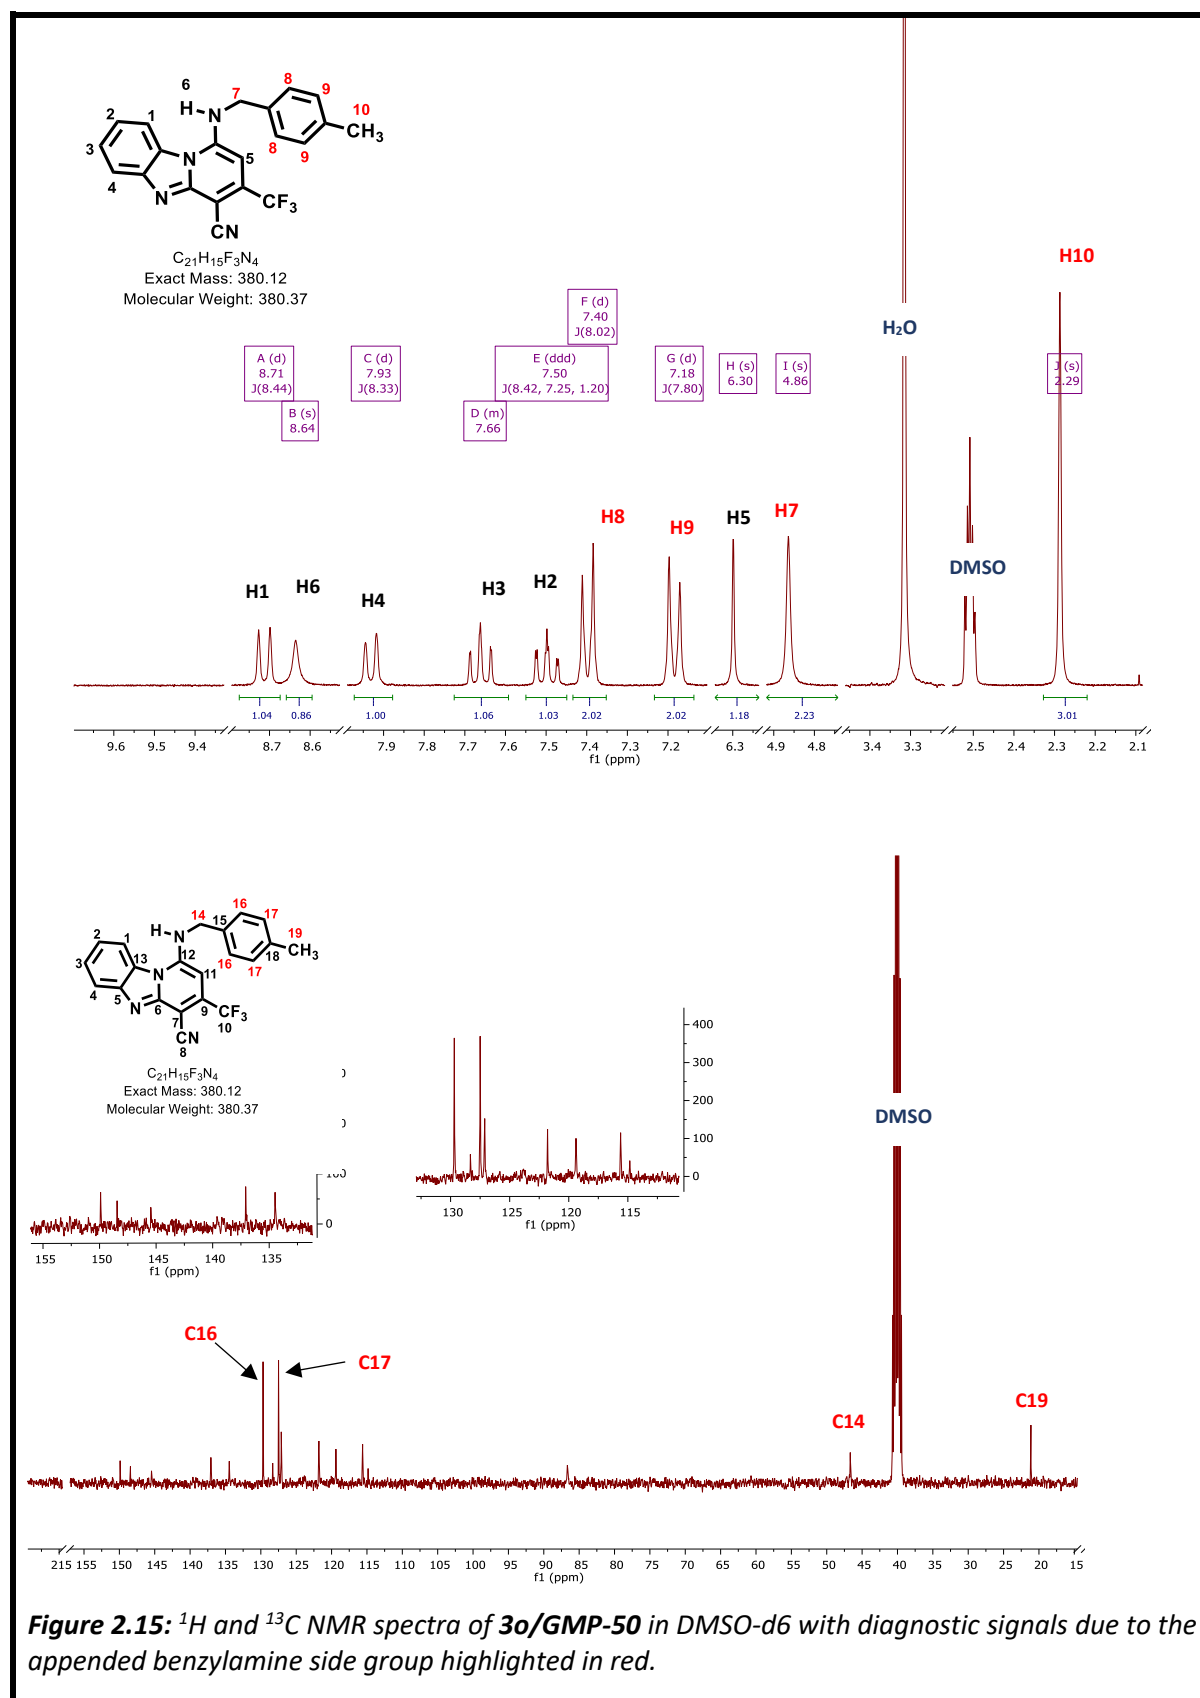 8
6
7
9
H
N
10
2
1
8
9
CH3
3
N
5
4
N
CF3
CN
C21H15F3N4
Exact Mass: 380.12
Molecular Weight: 380.37
H10
H2O
F (d)
7.40
J(8.02)
A (d)
8.71
J(8.44)
C (d)
7.93
J(8.33)
E (ddd)
7.50
J(8.42, 7.25, 1.20)
G (d)
7.18
J(7.80)
H (s)
6.30
I (s)
4.86
J (s)
2.29
B (s)
8.64
D (m)
7.66
H1 H6 H4 H3 H2 H8 H9 H5 H7
DMSO
1.04 0.86 1.00 1.06 1.03 2.02 2.02 1.18 2.23 3.01
9.6 9.5 9.4 8.7 8.6 7.9 7.8 7.7 7.6 7.5 7.4 7.3 7.2 6.3 4.9 4.8 3.4 3.3 2.5 2.4 2.3 2.2 2.1
f1 (ppm)
16
14 15 17
H
N
19
2
1
12
18
CH3
3
13
N
11
16
17
4
5
N
6
9
CF3
7
10
CN
8
C21H15F3N4
Exact Mass: 380.12
Molecular Weight: 380.37
400
300
200
100
0
130 125 120 115
f1 (ppm)
0
155 150 145 140 135
f1 (ppm)
DMSO
C16
C17
C14
C19
215 155 150 145 140 135 130 125 120 115 110 105 100 95 90 85 80 75 70 65 60 55 50 45 40 35 30 25 20 15
f1 (ppm)
Figure 2.15: 1H and 13C NMR spectra of 3o/GMP-50 in DMSO-d6 with diagnostic signals due to the
appended benzylamine side group highlighted in red.